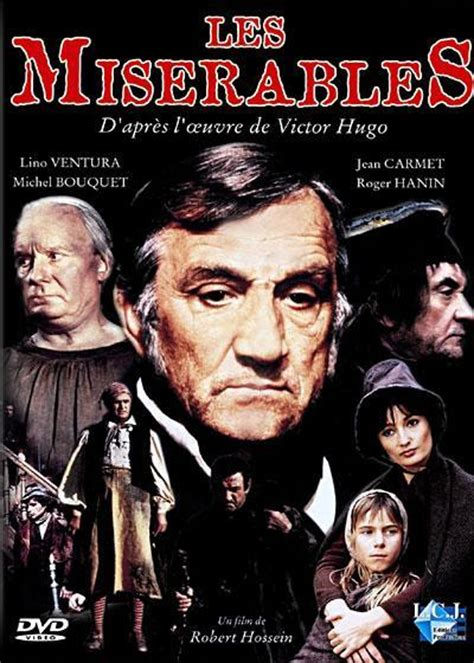 LES
MISERABLES
D'après l'œuvre de Victor Hugo
Lino VENTURA
Michel BOUQUET
Jean CARMET
Roger HANIN
L.C.J.
Un film de
Robert Hossein
DVD
VIDEO